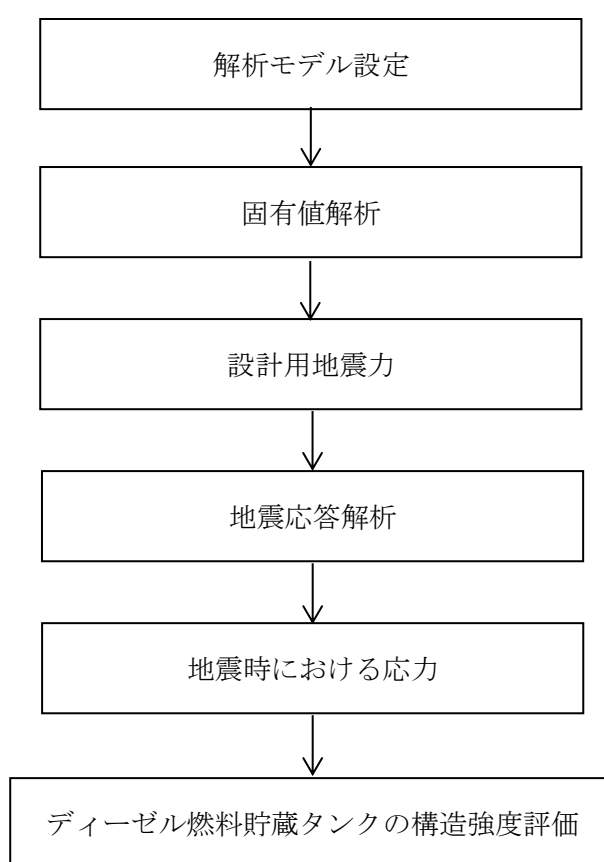 解析モデル設定
固有値解析
設計用地震力
地震応答解析
地震時における応力
ディーゼル燃料貯蔵タンクの構造強度評価